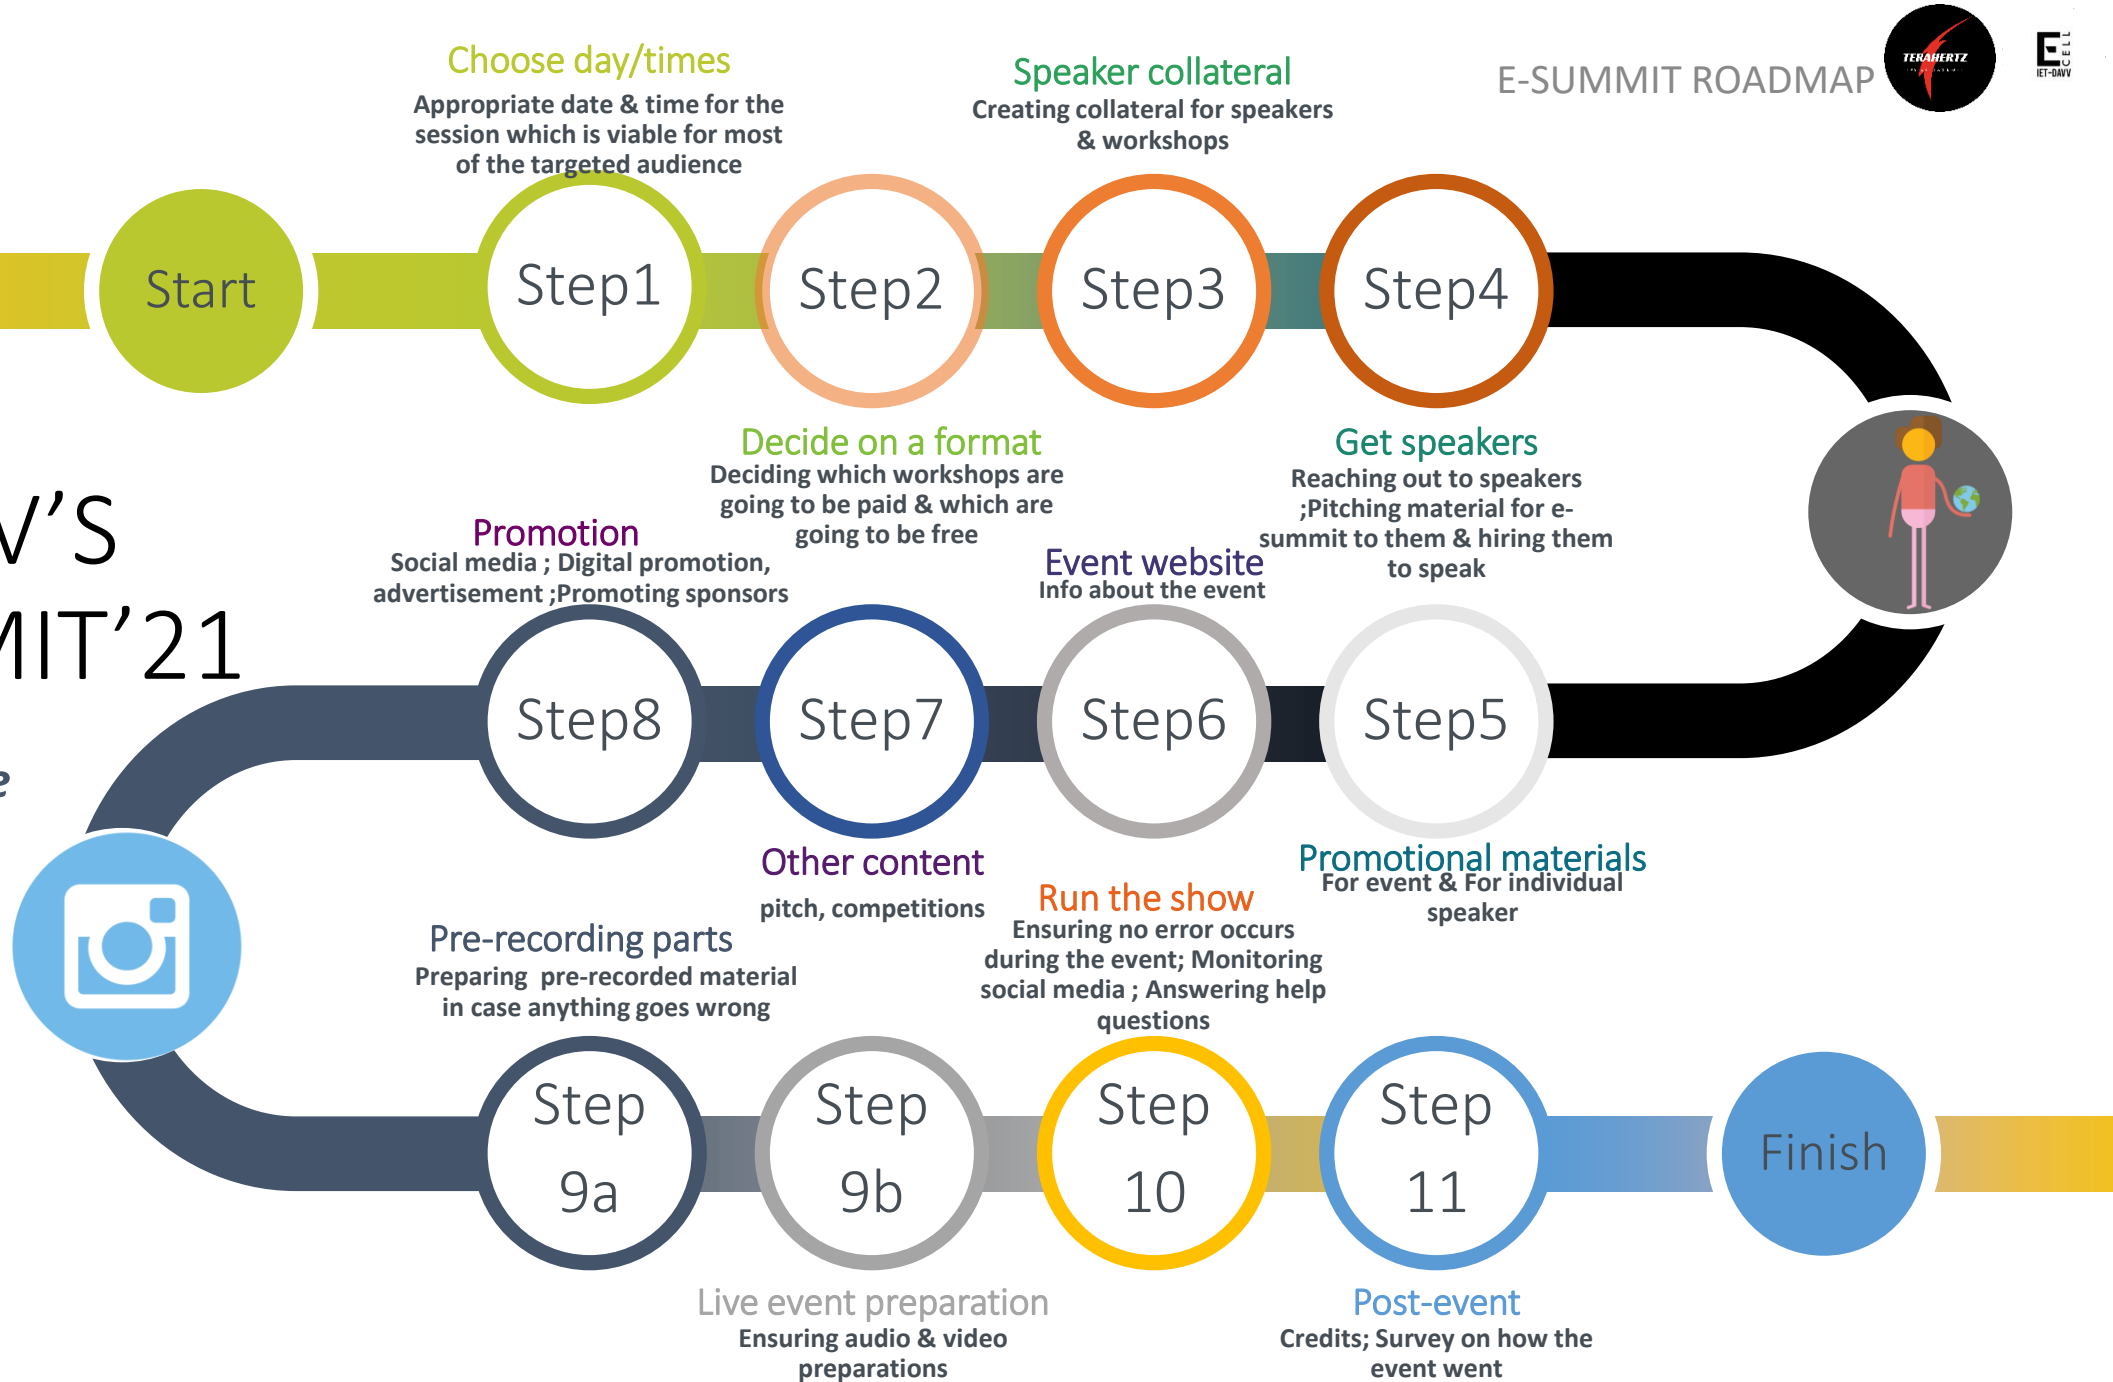 E-SUMMIT ROADMAP
TERAHERTZ
E CELL
IET-DAVV
Choose day/times
Appropriate date & time for the
session which is viable for most
of the targeted audience
Speaker collateral
Creating collateral for speakers
& workshops
Start
Step1
Step2
Step3
Step4
Decide on a format
Deciding which workshops are
going to be paid & which are
going to be free
Get speakers
Reaching out to speakers
;Pitching material for e-
summit to them & hiring them
to speak
V'S
MIT'21
e
Promotion
Social media ; Digital promotion,
advertisement ;Promoting sponsors
Event website
Info about the event
Step8
Step7
Step6
Step5
Other content
pitch, competitions
Promotional materials
For event & For individual
speaker
Pre-recording parts
Preparing  pre-recorded material
in case anything goes wrong
Run the show
Ensuring no error occurs
during the event; Monitoring
social media ; Answering help
questions
Step
9a
Step
9b
Step
10
Step
11
Finish
Live event preparation
Ensuring audio & video
preparations
Post-event
Credits; Survey on how the
event went